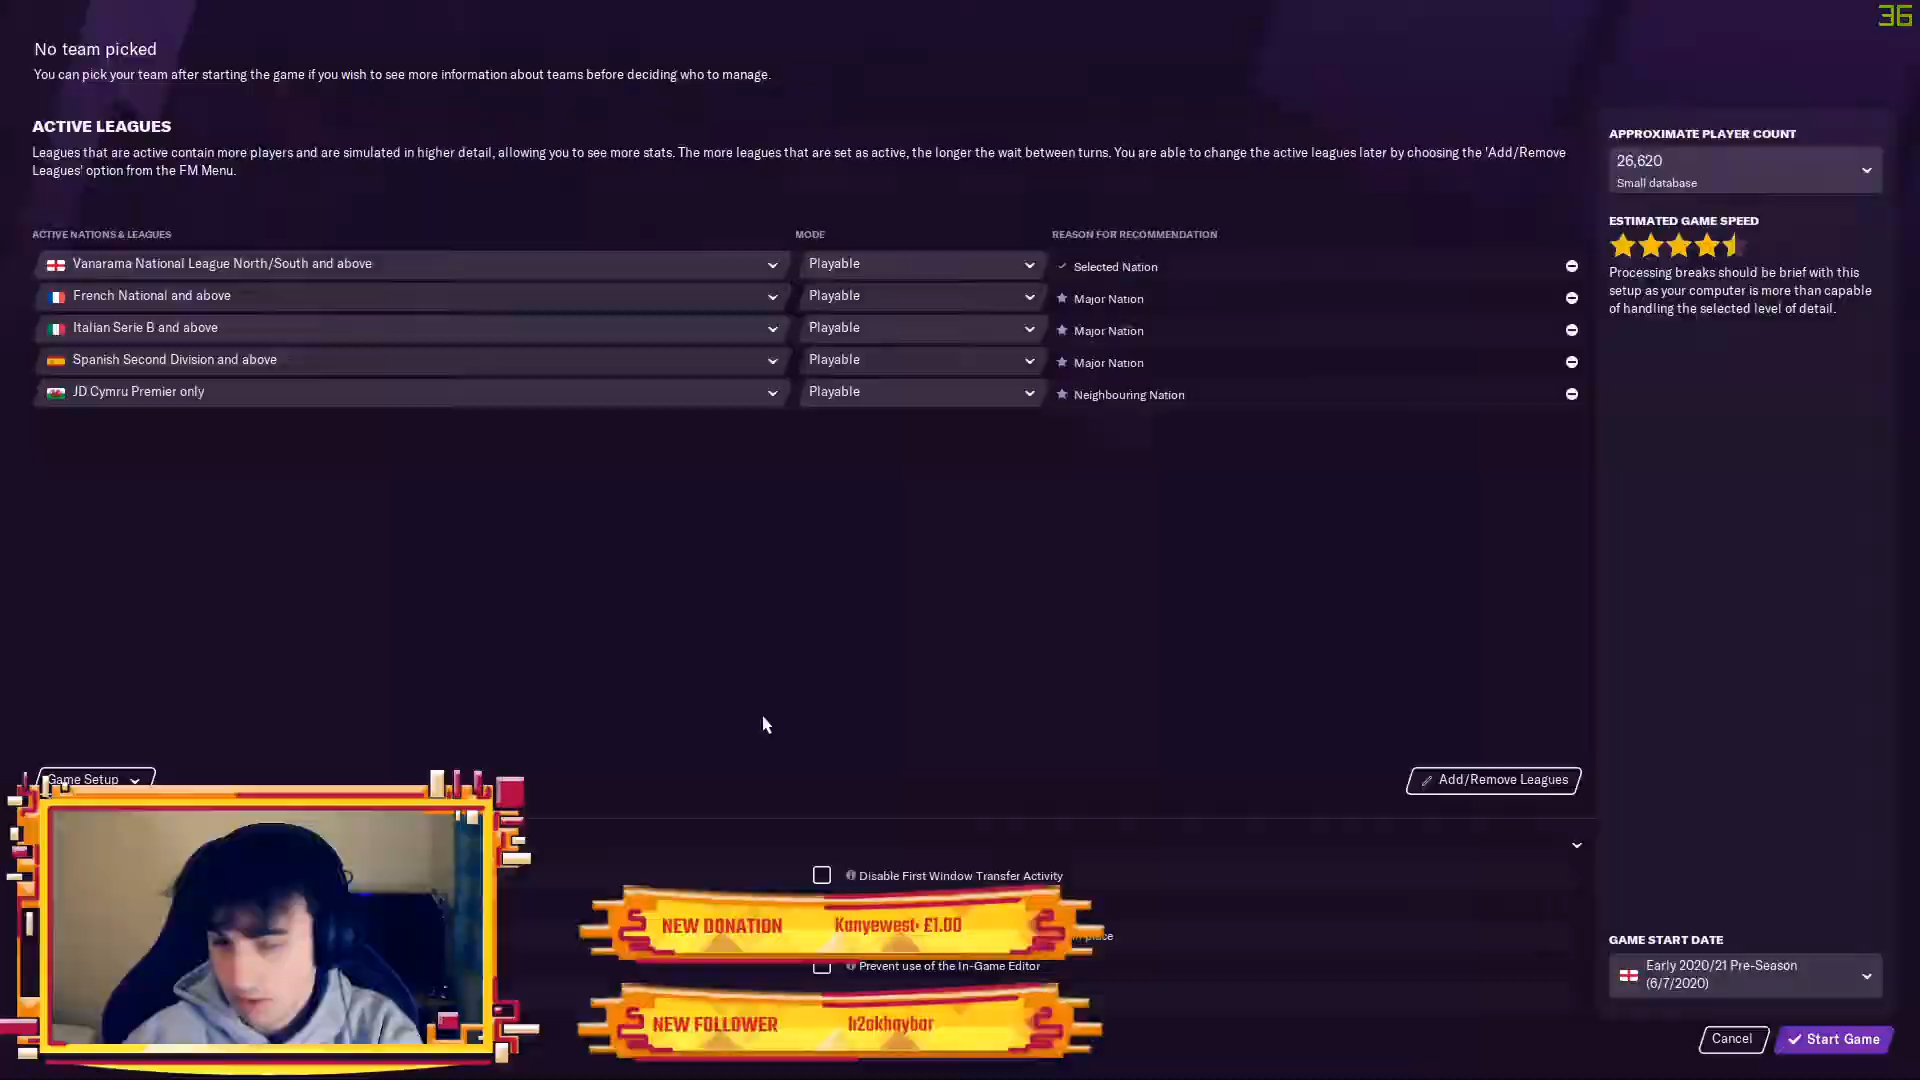 36
No team picked
You can pick your team after starting the game if you wish to see more information about teams before deciding who to manage.
ACTIVE LEAGUES
Leagues that are active contain more players and are simulated in higher detail, allowing you to see more stats. The more leagues that are set as active, the longer the wait between turns. You are able to change the active leagues later by choosing the 'Add/Remove
Leagues' option from the FM Menu.
ACTIVE NATIONS & LEAGUES MODE REASON FOR RECOMMENDATION
Vanarama National League North/South and above Playable Selected Nation
French National and above Playable Major Nation
Italian Serie B and above Playable Major Nation
Spanish Second Division and above Playable Major Nation
JD Cymru Premier only Playable Neighbouring Nation
APPROXIMATE PLAYER COUNT
26,620
Small database
ESTIMATED GAME SPEED
Processing breaks should be brief with this
setup as your computer is more than capable
of handling the selected level of detail.
Game Setup
Add/Remove Leagues
Disable First Window Transfer Activity
NEW DONATION Kanyewest: £1.00
place
Prevent use of the In-Game Editor
NEW FOLLOWER
GAME START DATE
Early 2020/21 Pre-Season
(6/7/2020)
Cancel
Start Game